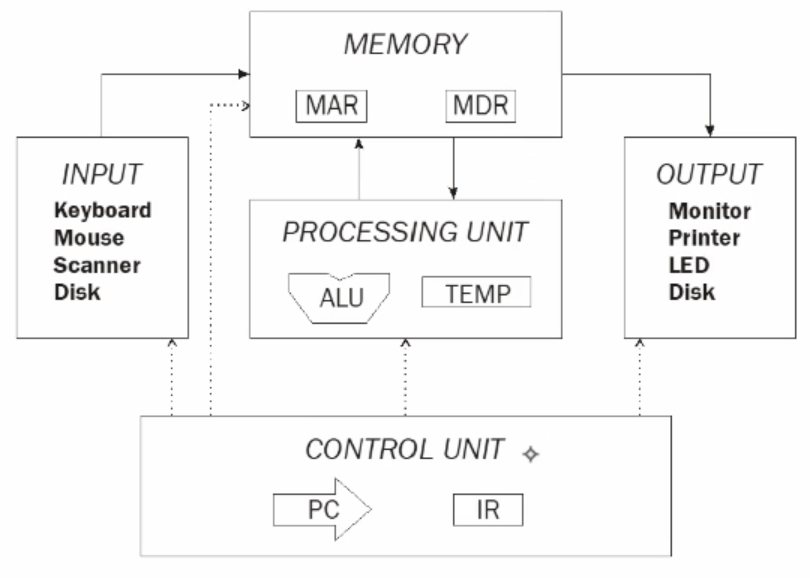 MEMORY
MAR
MDR
INPUT
Keyboard
Mouse
Scanner
Disk
PROCESSING UNIT
ALU
TEMP
OUTPUT
Monitor
Printer
LED
Disk
CONTROL UNIT
PC
IR